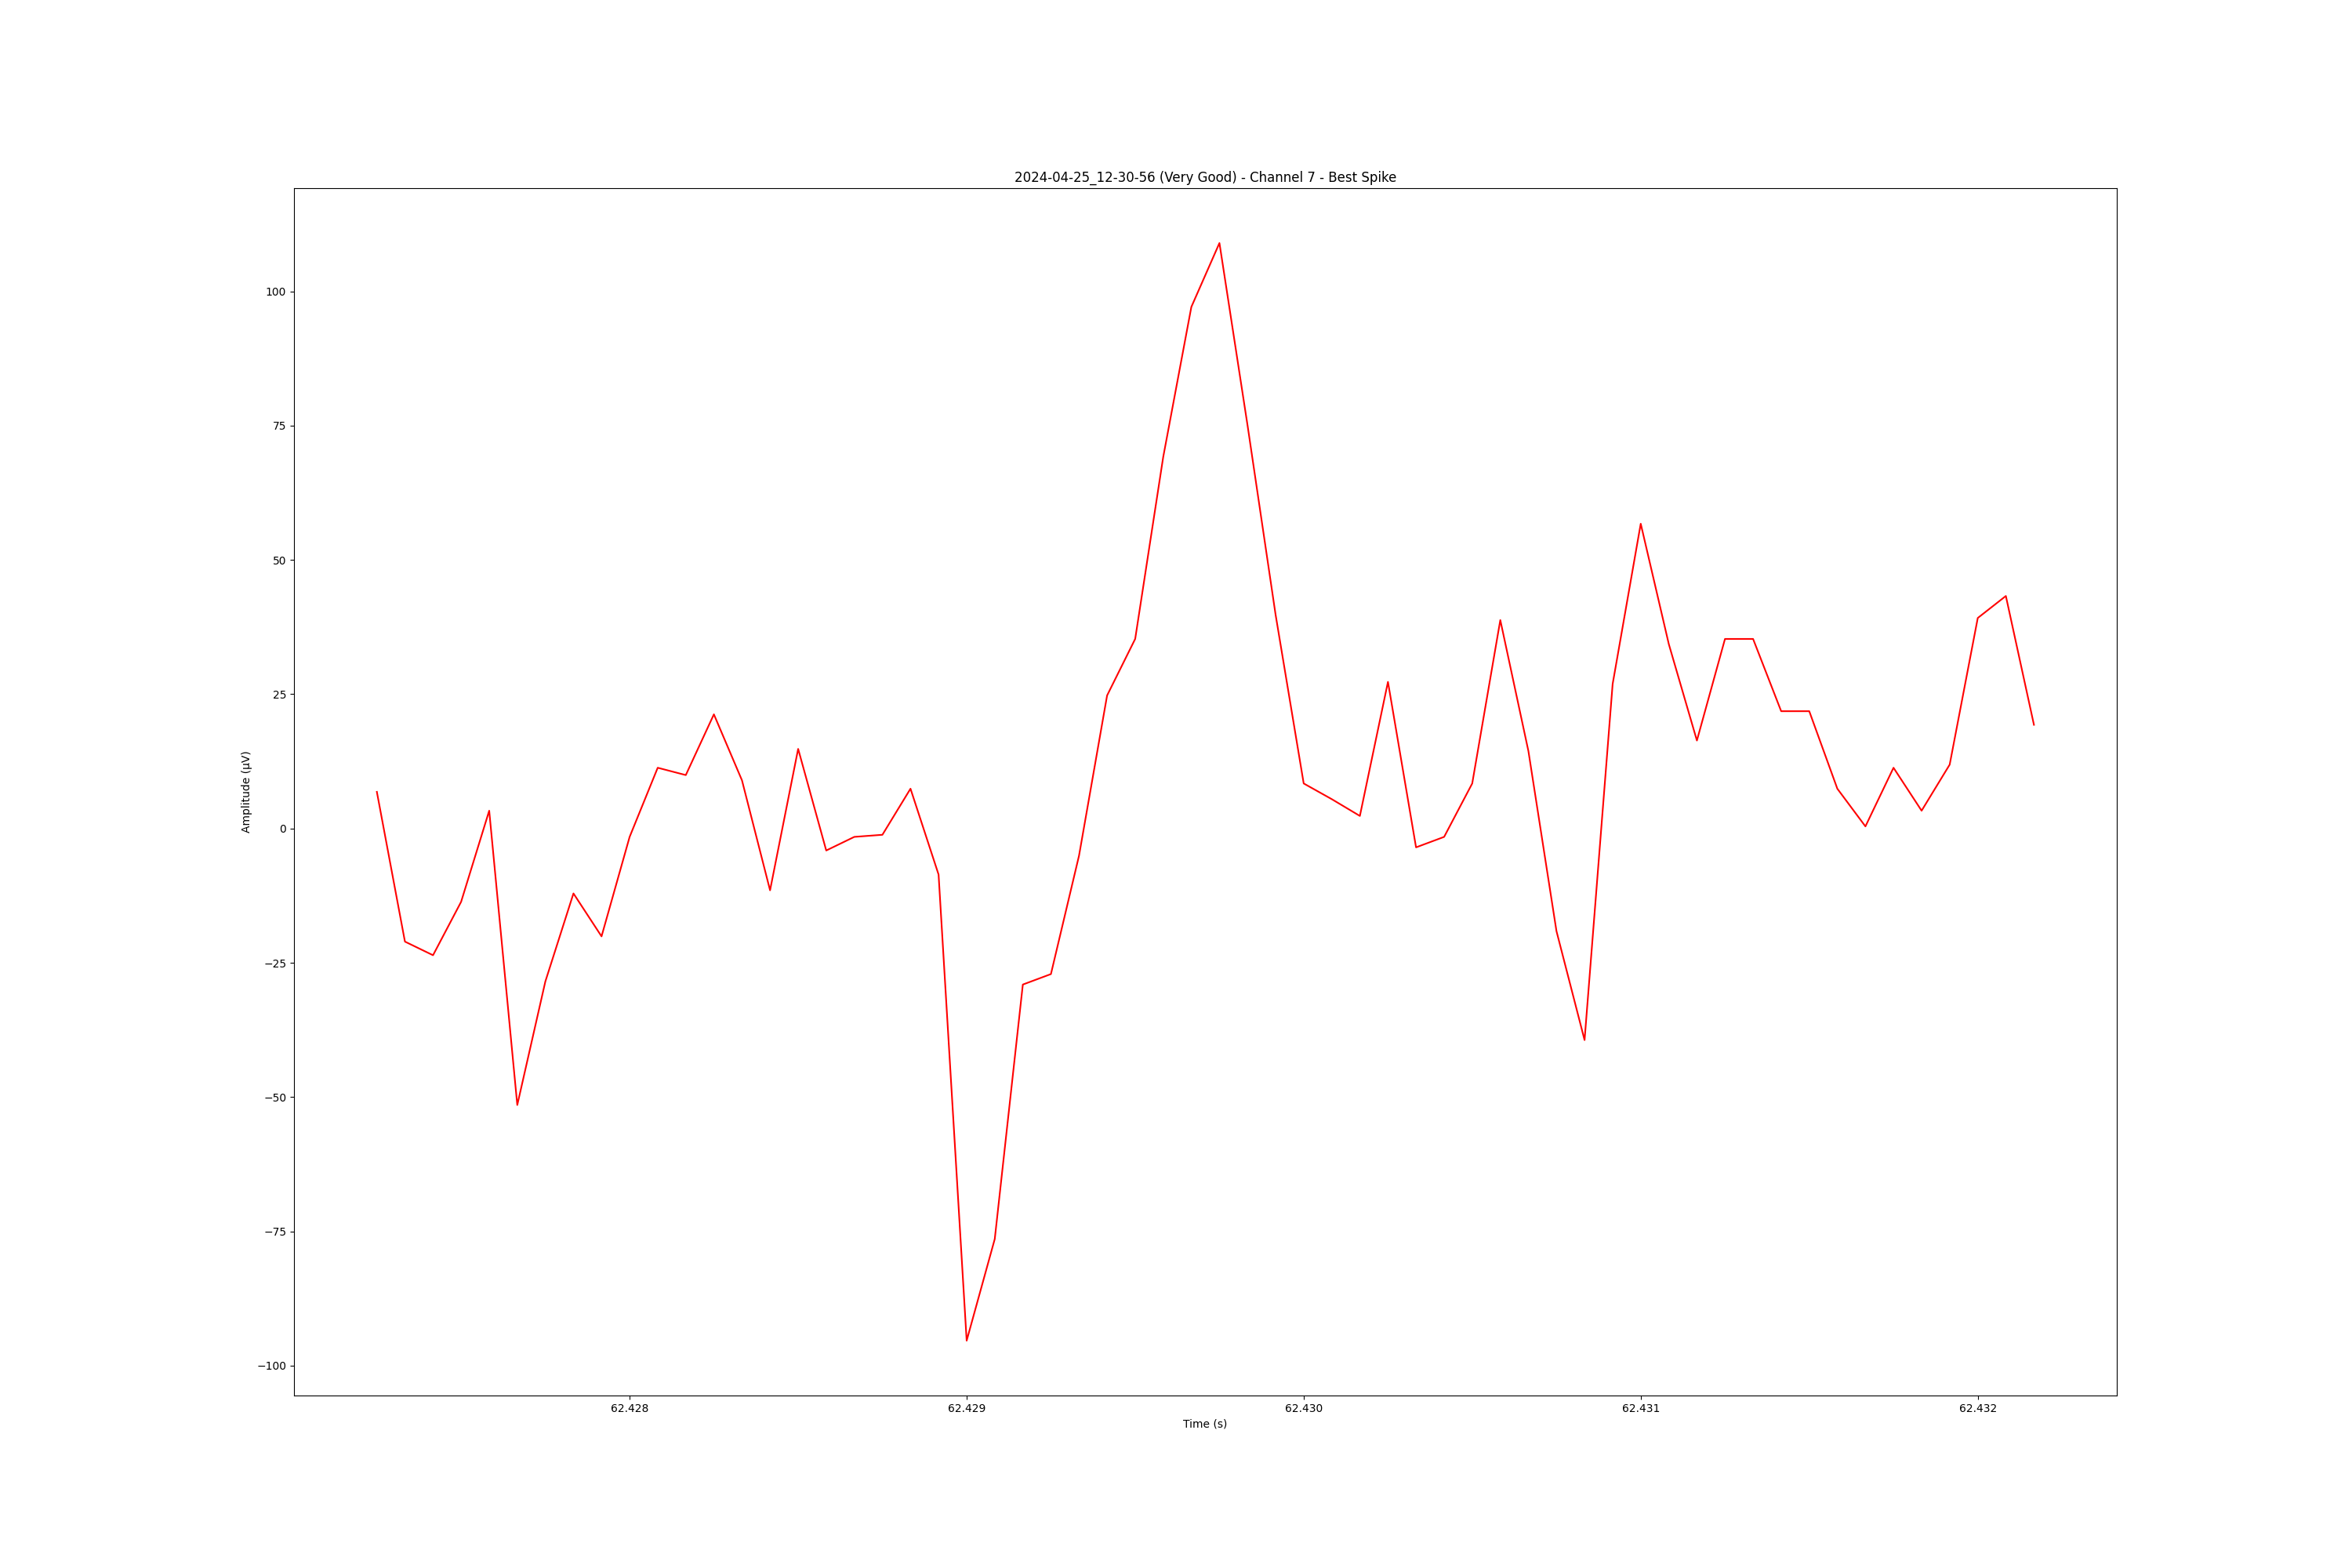 2024-04-25_12-30-56 (Very Good) - Channel 7 - Best Spike
100
75
50
25
0
−25
−50
−75
−100
Amplitude (µV)
62.428 62.429 62.430 62.431 62.432
Time (s)